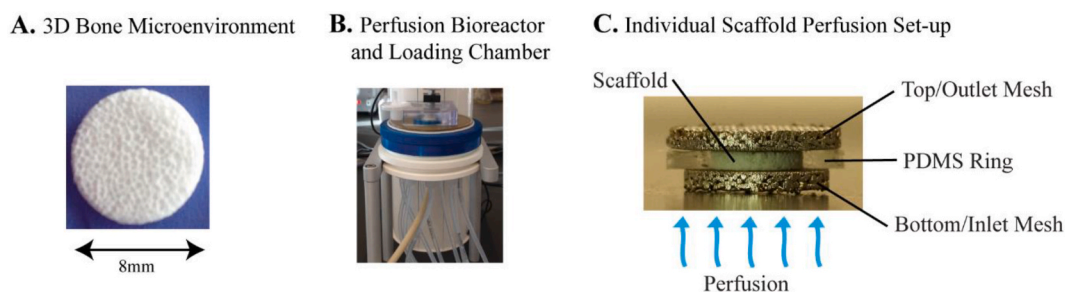 A. 3D Bone Microenvironment
8mm
B. Perfusion Bioreactor
and Loading Chamber
C. Individual Scaffold Perfusion Set-up
Scaffold
Top/Outlet Mesh
PDMS Ring
Bottom/Inlet Mesh
Perfusion